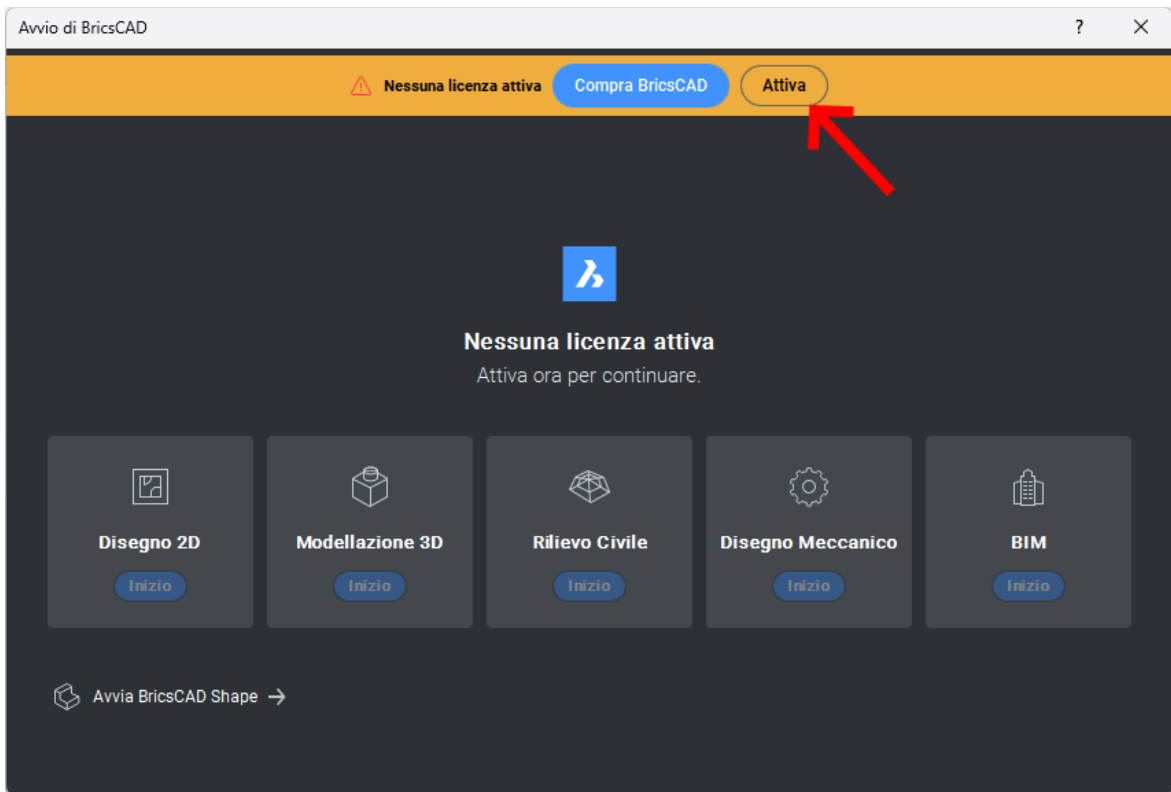 Avvio di BricsCAD
?
Nessuna licenza attiva Compra BricsCAD Attiva
Nessuna licenza attiva
Attiva ora per continuare.
Disegno 2D Modellazione 3D Rilievo Civile Disegno Meccanico BIM
Inizio Inizio Inizio Inizio Inizio
Avvia BricsCAD Shape